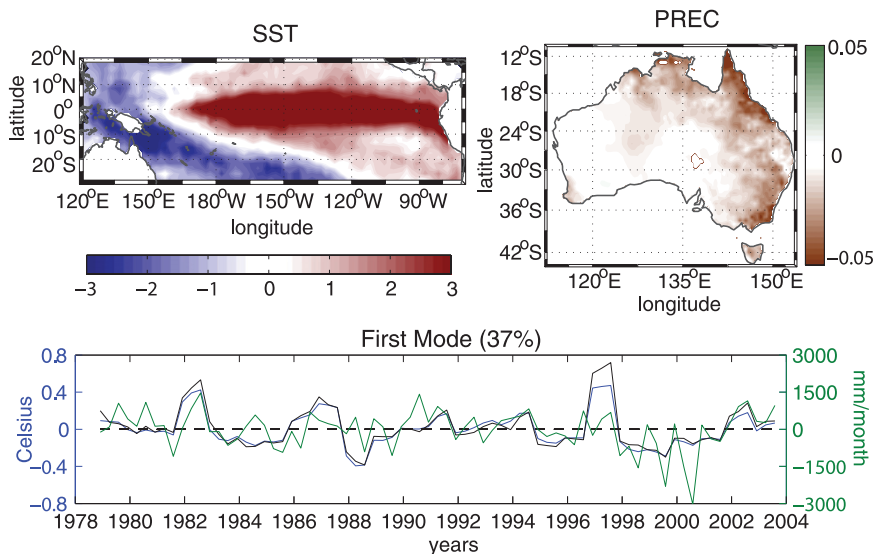 SST
20°N
10°N
0°
10°S
20°S
latitude
120°E 150°E 180°W 150°W 120°W 90°W
longitude
−3 −2 −1 0 1 2 3
PREC
12°S
18°S
24°S
30°S
36°S
42°S
latitude
120°E 135°E 150°E
longitude
0.05
0
−0.05
First Mode (37%)
0.8
0.4
0
−0.4
−0.8
Celsius
3000
1500
0
−1500
−3000
mm/month
1978 1980 1982 1984 1986 1988 1990 1992 1994 1996 1998 2000 2002 2004
years